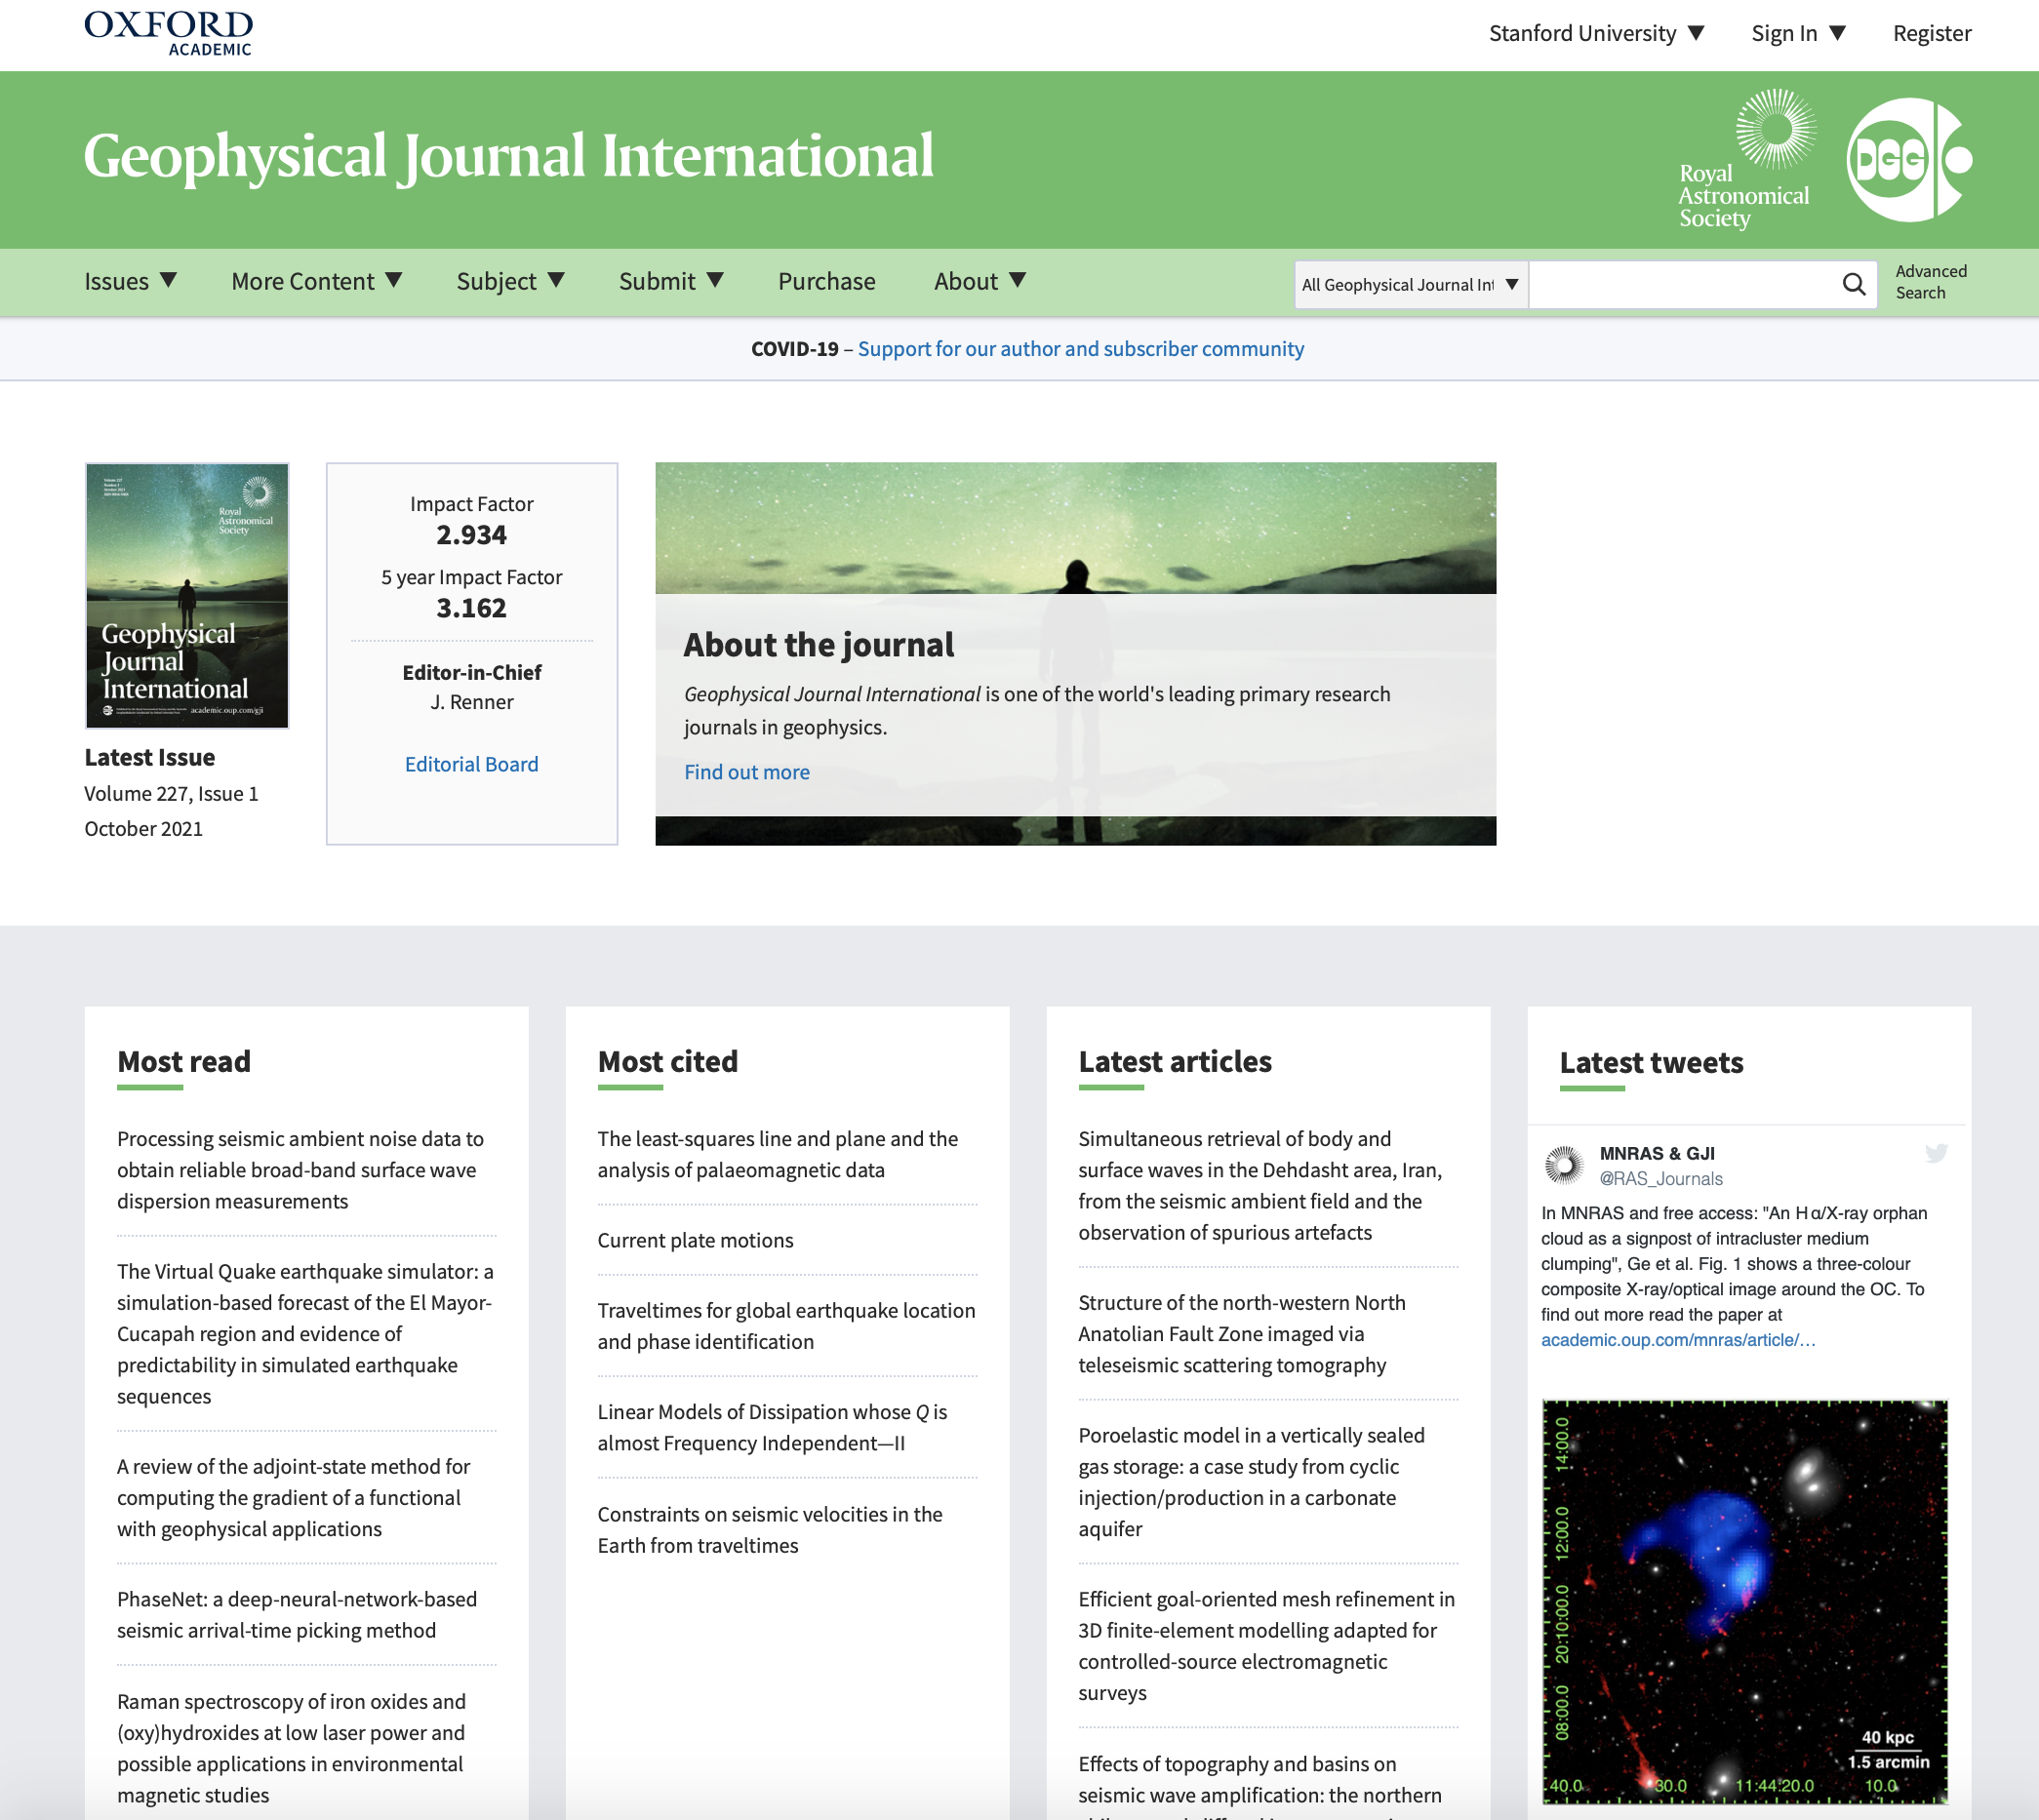 OXFORD
ACADEMIC
Stanford University ▼
Sign In ▼
Register
Geophysical Journal International
Royal
Astronomical
Society
DGG
Issues ▼
More Content ▼
Subject ▼
Submit ▼
Purchase
About ▼
All Geophysical Journal Int ▼
Advanced
Search
COVID-19 – Support for our author and subscriber community
Royal
Astronomical
Society
Geophysical
Journal
International
academic.oup.com/gji
Latest Issue
Volume 227, Issue 1
October 2021
Impact Factor
2.934
5 year Impact Factor
3.162
Editor-in-Chief
J. Renner
Editorial Board
About the journal
Geophysical Journal International is one of the world's leading primary research
journals in geophysics.
Find out more
Most read
Processing seismic ambient noise data to
obtain reliable broad-band surface wave
dispersion measurements
The Virtual Quake earthquake simulator: a
simulation-based forecast of the El Mayor-
Cucapah region and evidence of
predictability in simulated earthquake
sequences
A review of the adjoint-state method for
computing the gradient of a functional
with geophysical applications
PhaseNet: a deep-neural-network-based
seismic arrival-time picking method
Raman spectroscopy of iron oxides and
(oxy)hydroxides at low laser power and
possible applications in environmental
magnetic studies
Most cited
The least-squares line and plane and the
analysis of palaeomagnetic data
Current plate motions
Traveltimes for global earthquake location
and phase identification
Linear Models of Dissipation whose Q is
almost Frequency Independent—II
Constraints on seismic velocities in the
Earth from traveltimes
Latest articles
Simultaneous retrieval of body and
surface waves in the Dehdasht area, Iran,
from the seismic ambient field and the
observation of spurious artefacts
Structure of the north-western North
Anatolian Fault Zone imaged via
teleseismic scattering tomography
Poroelastic model in a vertically sealed
gas storage: a case study from cyclic
injection/production in a carbonate
aquifer
Efficient goal-oriented mesh refinement in
3D finite-element modelling adapted for
controlled-source electromagnetic
surveys
Effects of topography and basins on
seismic wave amplification: the northern
Latest tweets
MNRAS & GJI
@RAS_Journals
In MNRAS and free access: "An Hα/X-ray orphan
cloud as a signpost of intracluster medium
clumping", Ge et al. Fig. 1 shows a three-colour
composite X-ray/optical image around the OC. To
find out more read the paper at
academic.oup.com/mnras/article/…
14:00.0
12:00.0
20:10:00.0
08:00.0
40 kpc
1.5 arcmin
40.0
30.0
11:44:20.0
10.0